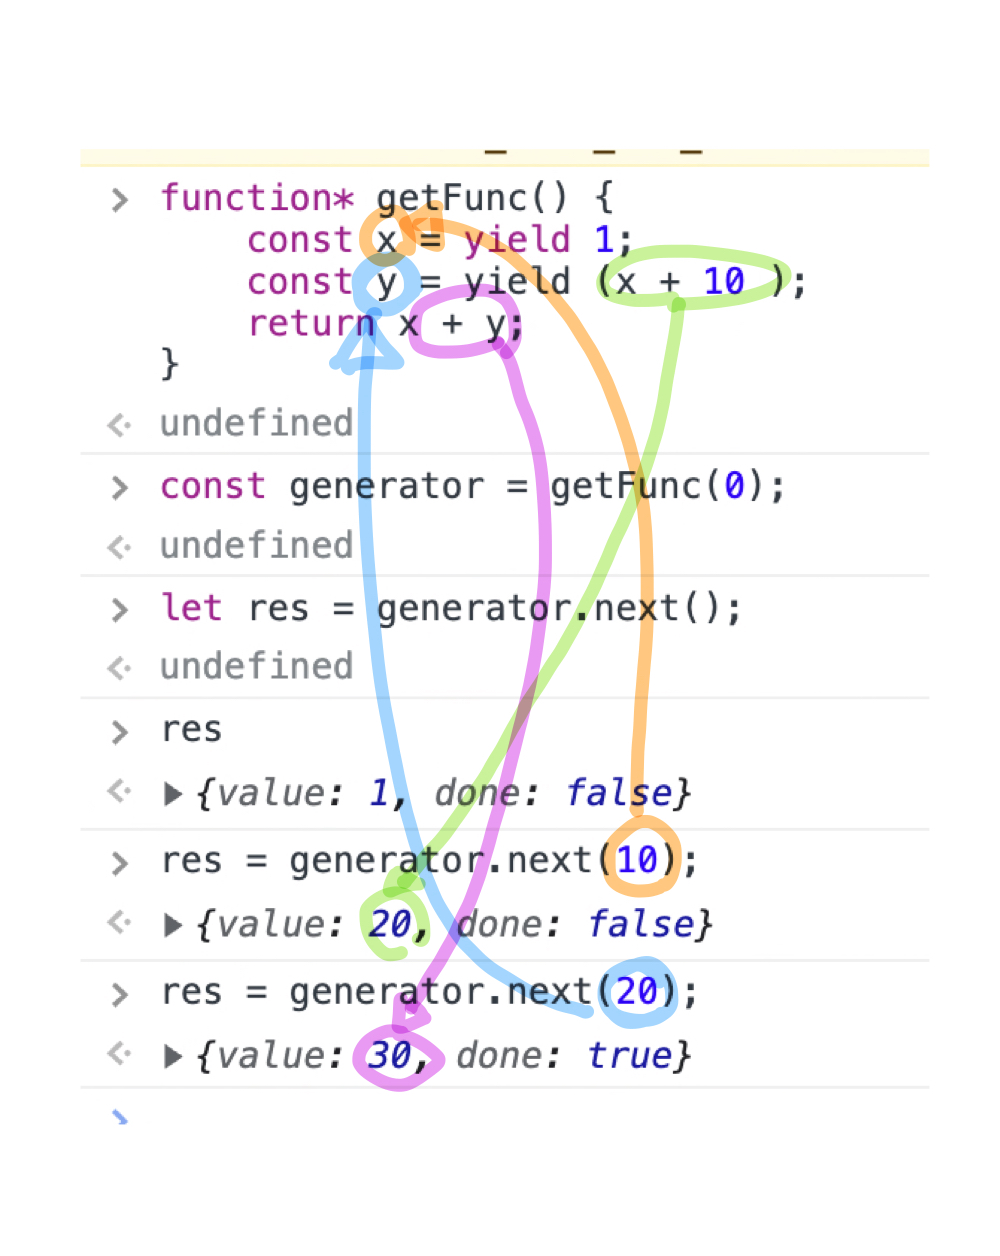 function* getFunc() {
const x = yield 1;
const y = yield (x + 10 );
return x + y;
}
undefined
const generator = getFunc(0);
undefined
let res = generator.next();
undefined
res
{value: 1, done: false}
res = generator.next(10);
{value: 20, done: false}
res = generator.next(20);
{value: 30, done: true}